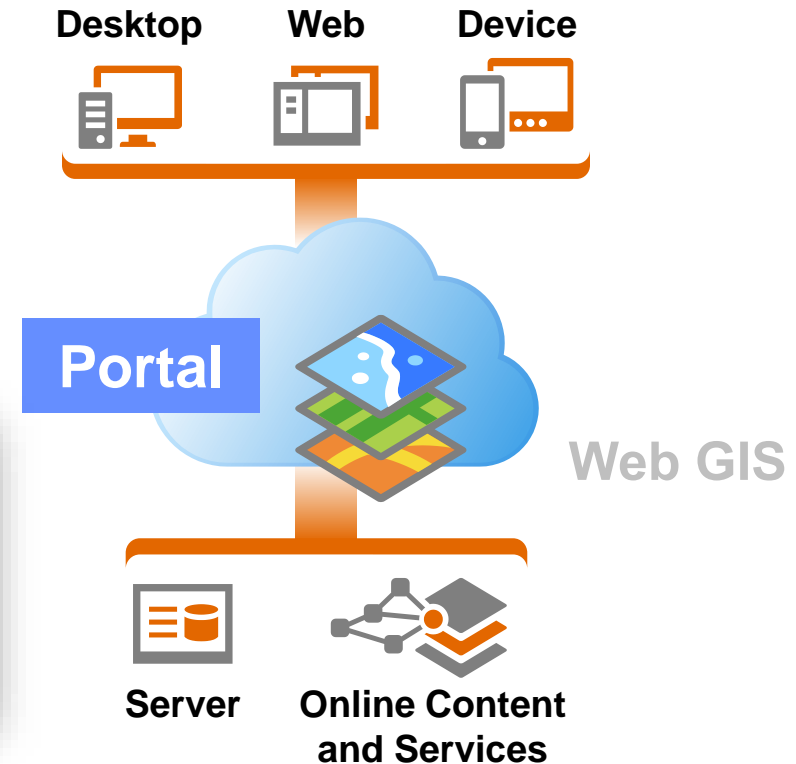 Desktop Web Device
Portal
Web GIS
Server Online Content
and Services